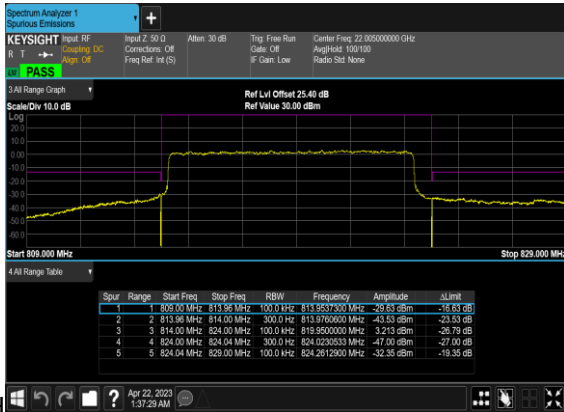 Spectrum Analyzer 1
Spurious Emissions
+
KEYSIGHT Input: RF Input Z: 50 Ω Atten: 30 dB Trig: Free Run Center Freq: 22.005000000 GHz
R T Coupling: DC Corrections: Off Gate: Off Avg|Hold: 100/100
Align: Off Freq Ref: Int (S) IF Gain: Low Radio Std: None
PASS
3 All Range Graph
Ref Lvl Offset 25.40 dB
Scale/Div 10.0 dB Ref Value 30.00 dBm
Log
20.0
10.0
0.00
-10.0
-20.0
-30.0
-40.0
-50.0
-60.0
Start 809.000 MHz Stop 829.000 MHz
4 All Range Table
Spur Range Start Freq Stop Freq RBW Frequency Amplitude ΔLimit
1 1 809.00 MHz 813.96 MHz 100.0 kHz 813.9537300 MHz -29.63 dBm -16.63 dB
2 2 813.96 MHz 814.00 MHz 300.0 Hz 813.9760600 MHz -43.53 dBm -23.53 dB
3 3 814.00 MHz 824.00 MHz 100.0 kHz 819.9500000 MHz 3.213 dBm -26.79 dB
4 4 824.00 MHz 824.04 MHz 300.0 Hz 824.0230533 MHz -47.00 dBm -27.00 dB
5 5 824.04 MHz 829.00 MHz 100.0 kHz 824.2612900 MHz -32.35 dBm -19.35 dB
? Apr 22, 2023
1:37:29 AM